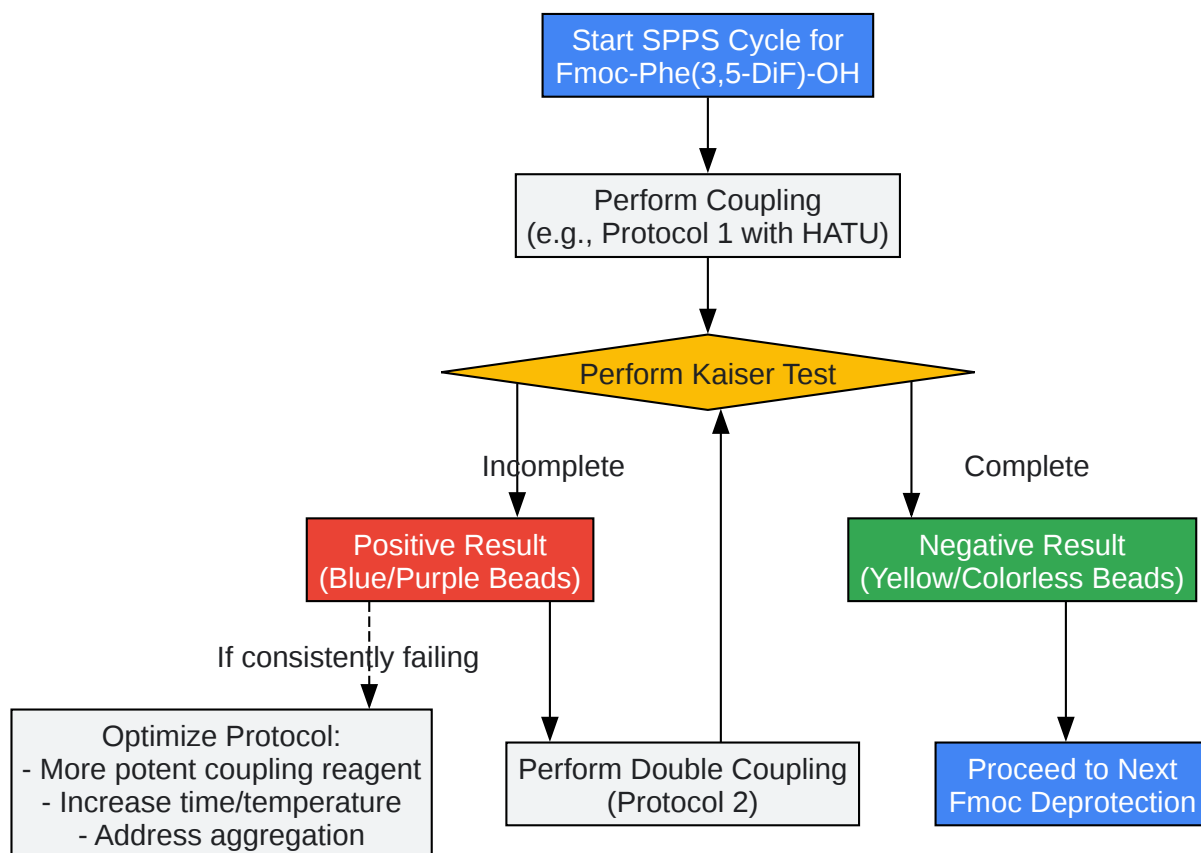 Start SPPS Cycle for
Fmoc-Phe(3,5-DiF)-OH
Perform Coupling
(e.g., Protocol 1 with HATU)
Perform Kaiser Test
Incomplete
Complete
Positive Result
(Blue/Purple Beads)
Negative Result
(Yellow/Colorless Beads)
If consistently failing
Optimize Protocol:
- More potent coupling reagent
- Increase time/temperature
- Address aggregation
Perform Double Coupling
(Protocol 2)
Proceed to Next
Fmoc Deprotection